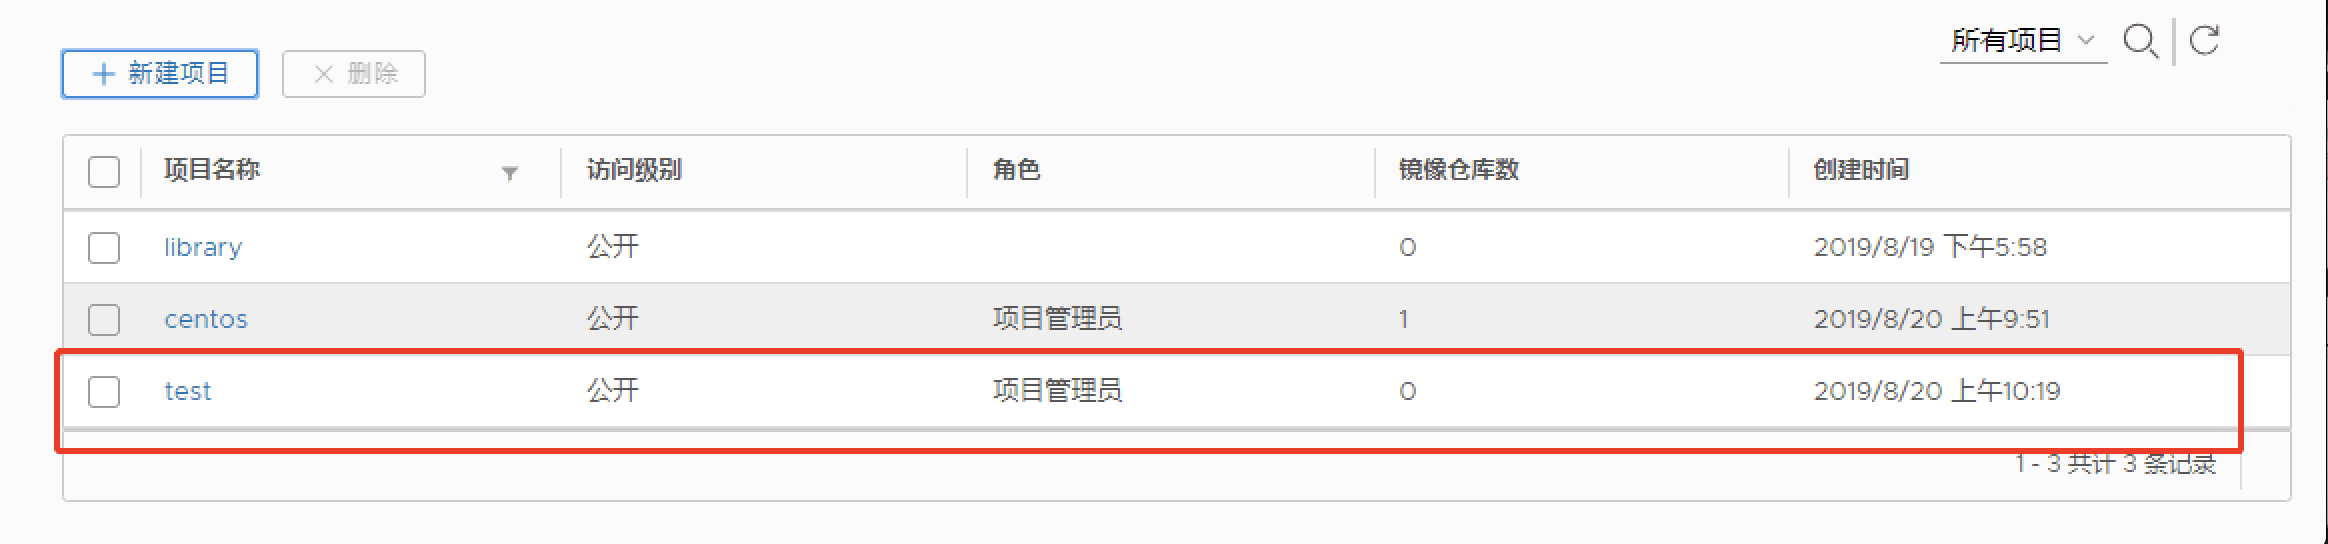 所有项目
新建项目 删除
项目名称 访问级别 角色 镜像仓库数 创建时间
library 公开 0 2019/8/19 下午5:58
centos 公开 项目管理员 1 2019/8/20 上午9:51
test 公开 项目管理员 0 2019/8/20 上午10:19
1 - 3 共计 3 条记录